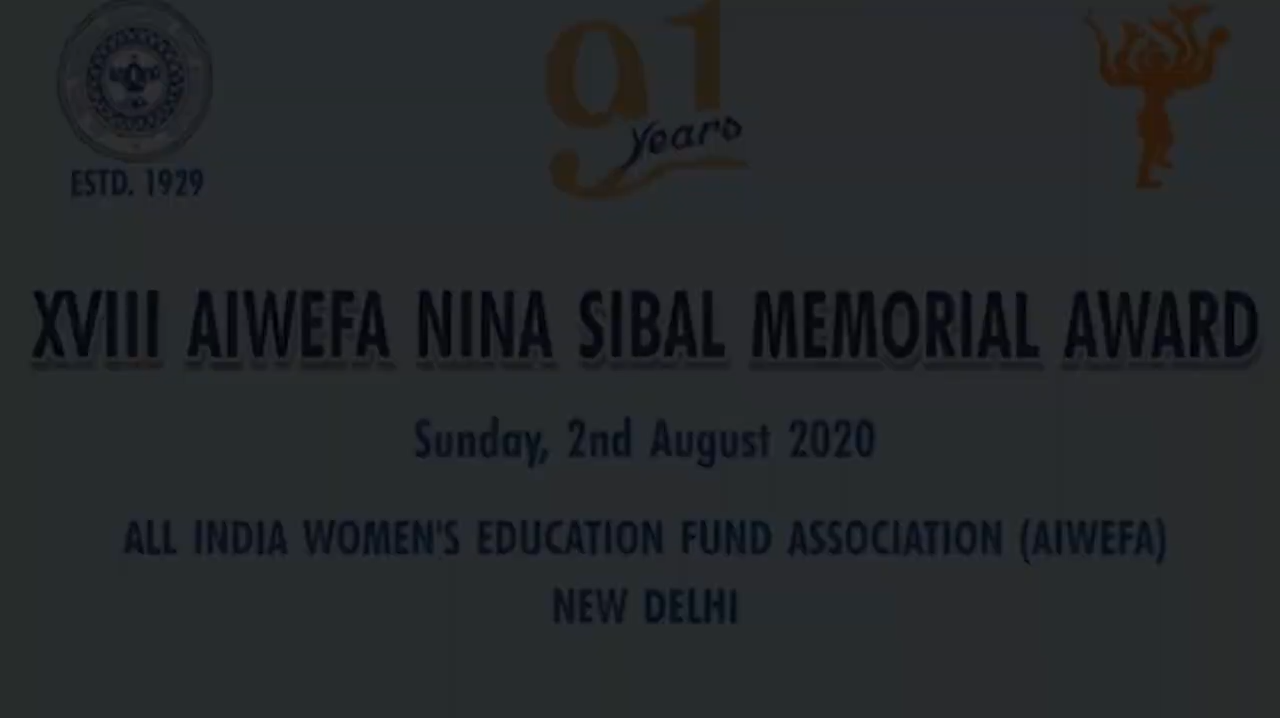 91
Years
ESTD. 1929
XVIII AIWEFA NINA SIBAL MEMORIAL AWARD
Sunday, 2nd August 2020
ALL INDIA WOMEN'S EDUCATION FUND ASSOCIATION (AIWEFA)
NEW DELHI